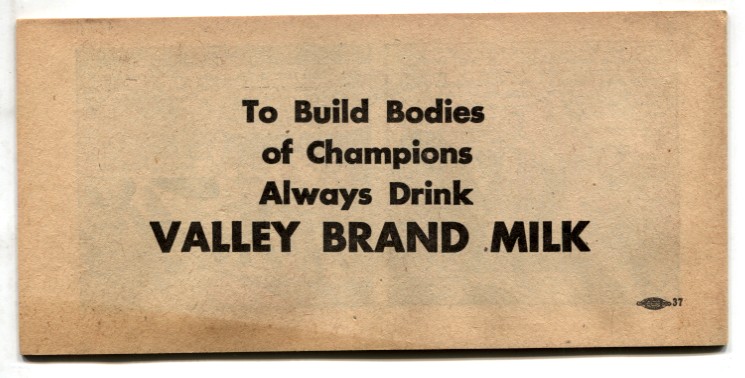 To Build Bodies
of Champions
Always Drink
VALLEY BRAND MILK
37